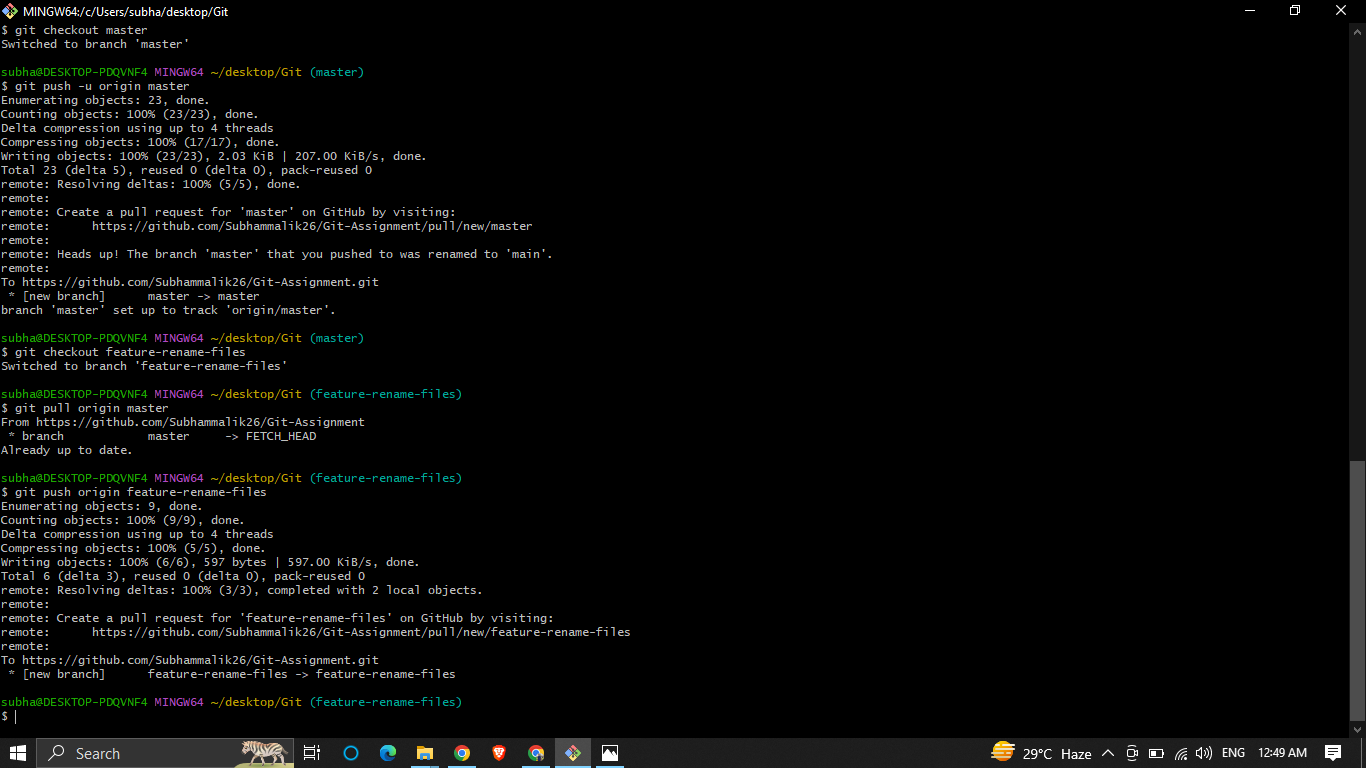 MINGW64:/c/Users/subha/desktop/Git
$ git checkout master
Switched to branch 'master'
subha@DESKTOP-PDQVNF4 MINGW64 ~/desktop/Git (master)
$ git push -u origin master
Enumerating objects: 23, done.
Counting objects: 100% (23/23), done.
Delta compression using up to 4 threads
Compressing objects: 100% (17/17), done.
Writing objects: 100% (23/23), 2.03 KiB | 207.00 KiB/s, done.
Total 23 (delta 5), reused 0 (delta 0), pack-reused 0
remote: Resolving deltas: 100% (5/5), done.
remote:
remote: Create a pull request for 'master' on GitHub by visiting:
remote:      https://github.com/Subhammalik26/Git-Assignment/pull/new/master
remote:
remote: Heads up! The branch 'master' that you pushed to was renamed to 'main'.
remote:
To https://github.com/Subhammalik26/Git-Assignment.git
 * [new branch]      master -> master
branch 'master' set up to track 'origin/master'.
subha@DESKTOP-PDQVNF4 MINGW64 ~/desktop/Git (master)
$ git checkout feature-rename-files
Switched to branch 'feature-rename-files'
subha@DESKTOP-PDQVNF4 MINGW64 ~/desktop/Git (feature-rename-files)
$ git pull origin master
From https://github.com/Subhammalik26/Git-Assignment
 * branch            master     -> FETCH_HEAD
Already up to date.
subha@DESKTOP-PDQVNF4 MINGW64 ~/desktop/Git (feature-rename-files)
$ git push origin feature-rename-files
Enumerating objects: 9, done.
Counting objects: 100% (9/9), done.
Delta compression using up to 4 threads
Compressing objects: 100% (5/5), done.
Writing objects: 100% (6/6), 597 bytes | 597.00 KiB/s, done.
Total 6 (delta 3), reused 0 (delta 0), pack-reused 0
remote: Resolving deltas: 100% (3/3), completed with 2 local objects.
remote:
remote: Create a pull request for 'feature-rename-files' on GitHub by visiting:
remote:      https://github.com/Subhammalik26/Git-Assignment/pull/new/feature-rename-files
remote:
To https://github.com/Subhammalik26/Git-Assignment.git
 * [new branch]      feature-rename-files -> feature-rename-files
subha@DESKTOP-PDQVNF4 MINGW64 ~/desktop/Git (feature-rename-files)
$
Search
29°C Haze
ENG
12:49 AM